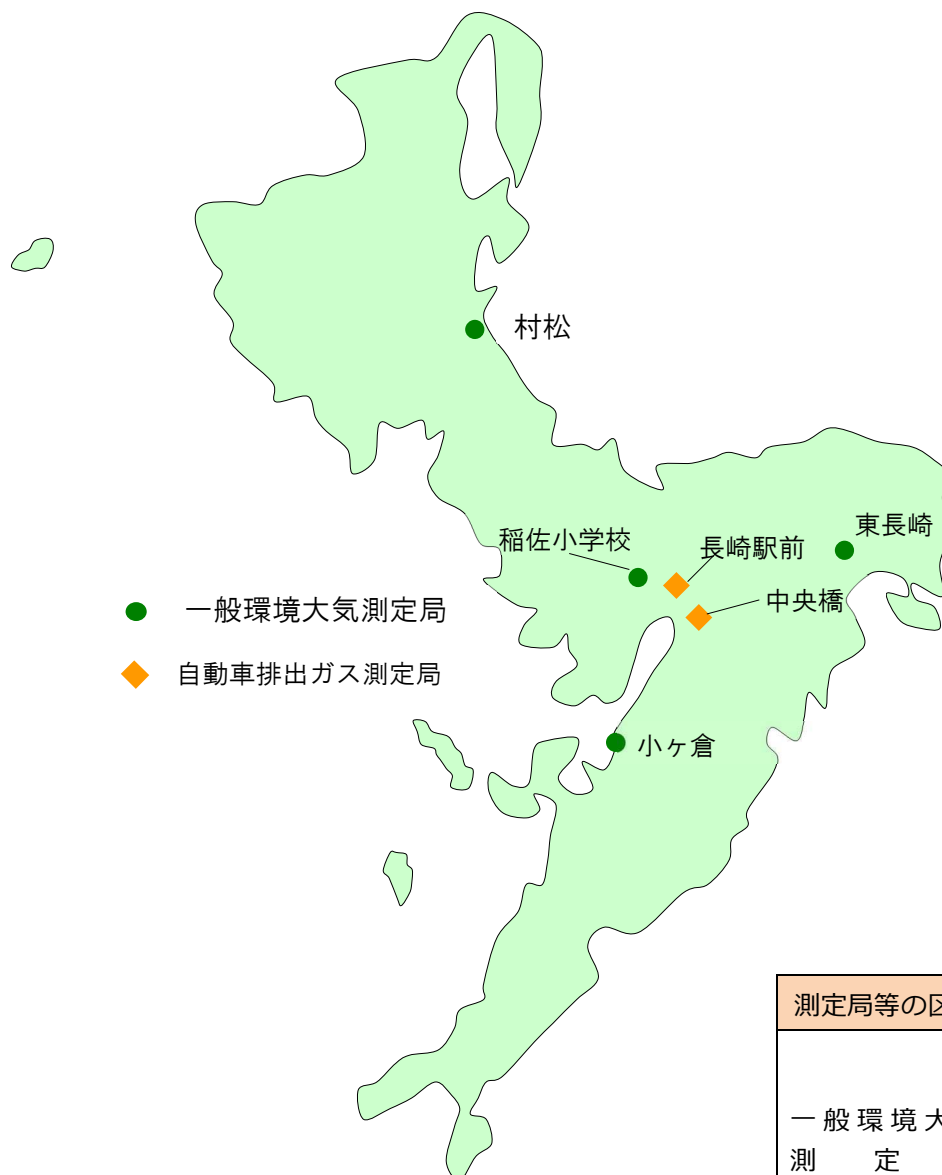 村松
東長崎
稲佐小学校
長崎駅前
中央橋
一般環境大気測定局
自動車排出ガス測定局
小ヶ倉
測定局等の区
一般環境大
測定